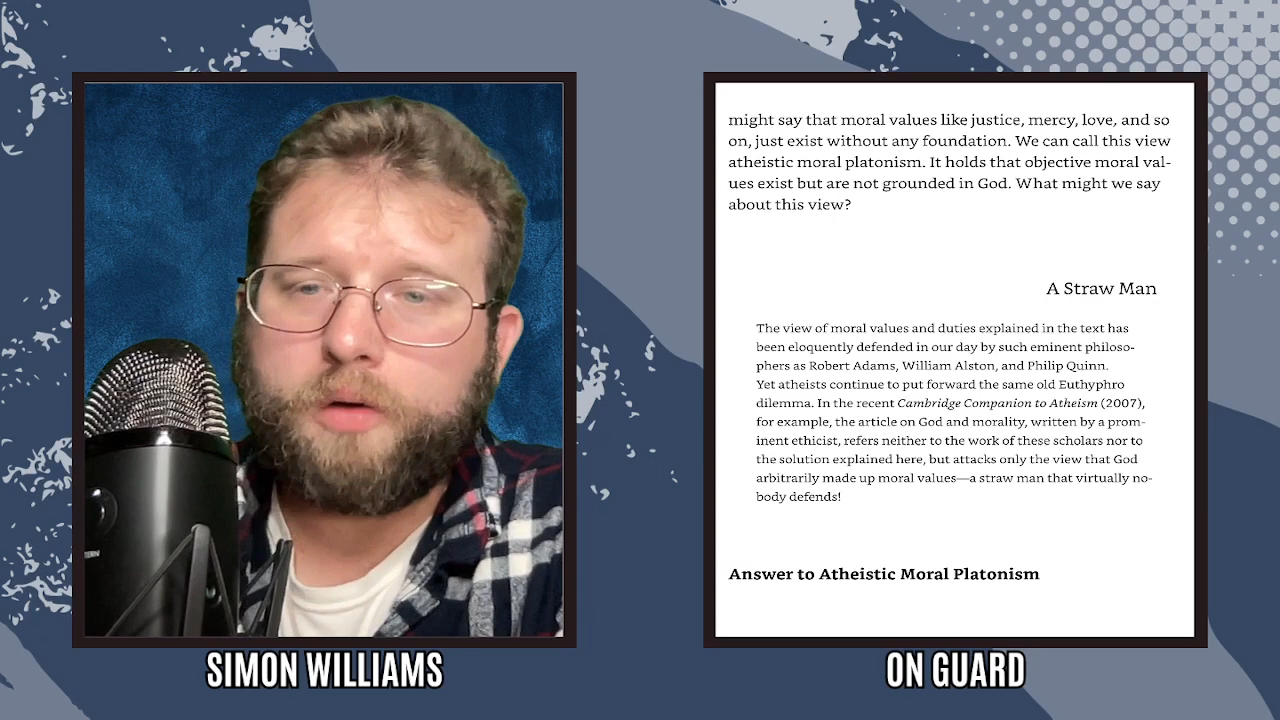 might say that moral values like justice, mercy, love, and so
on, just exist without any foundation. We can call this view
atheistic moral platonism. It holds that objective moral val-
ues exist but are not grounded in God. What might we say
about this view?
A Straw Man
The view of moral values and duties explained in the text has
been eloquently defended in our day by such eminent philoso-
phers as Robert Adams, William Alston, and Philip Quinn.
Yet atheists continue to put forward the same old Euthyphro
dilemma. In the recent Cambridge Companion to Atheism (2007),
for example, the article on God and morality, written by a prom-
inent ethicist, refers neither to the work of these scholars nor to
the solution explained here, but attacks only the view that God
arbitrarily made up moral values—a straw man that virtually no-
body defends!
Answer to Atheistic Moral Platonism
SIMON WILLIAMS
ON GUARD